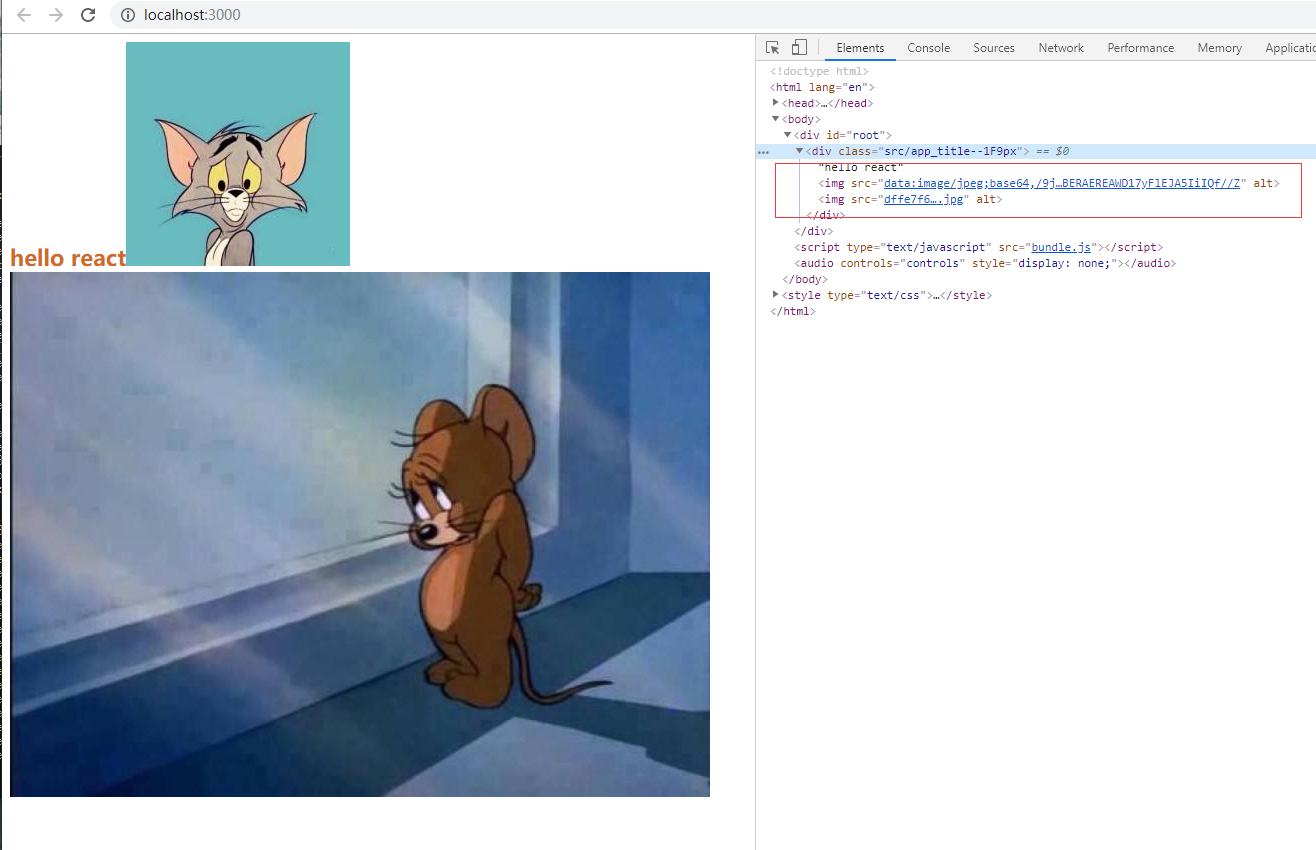 localhost:3000
Elements Console Sources Network Performance Memory Applicatio
<!doctype html>
<html lang="en">
<head>…</head>
<body>
<div id="root">
<div class="src/app_title--1F9px"> == $0
"hello react"
<img src="data:image/jpeg;base64,/9j…BERAEREAWD17yFlEJA5IiIQf//Z" alt>
<img src="dffe7f6….jpg" alt>
</div>
</div>
<script type="text/javascript" src="bundle.js"></script>
<audio controls="controls" style="display: none;"></audio>
</body>
<style type="text/css">…</style>
</html>
hello react